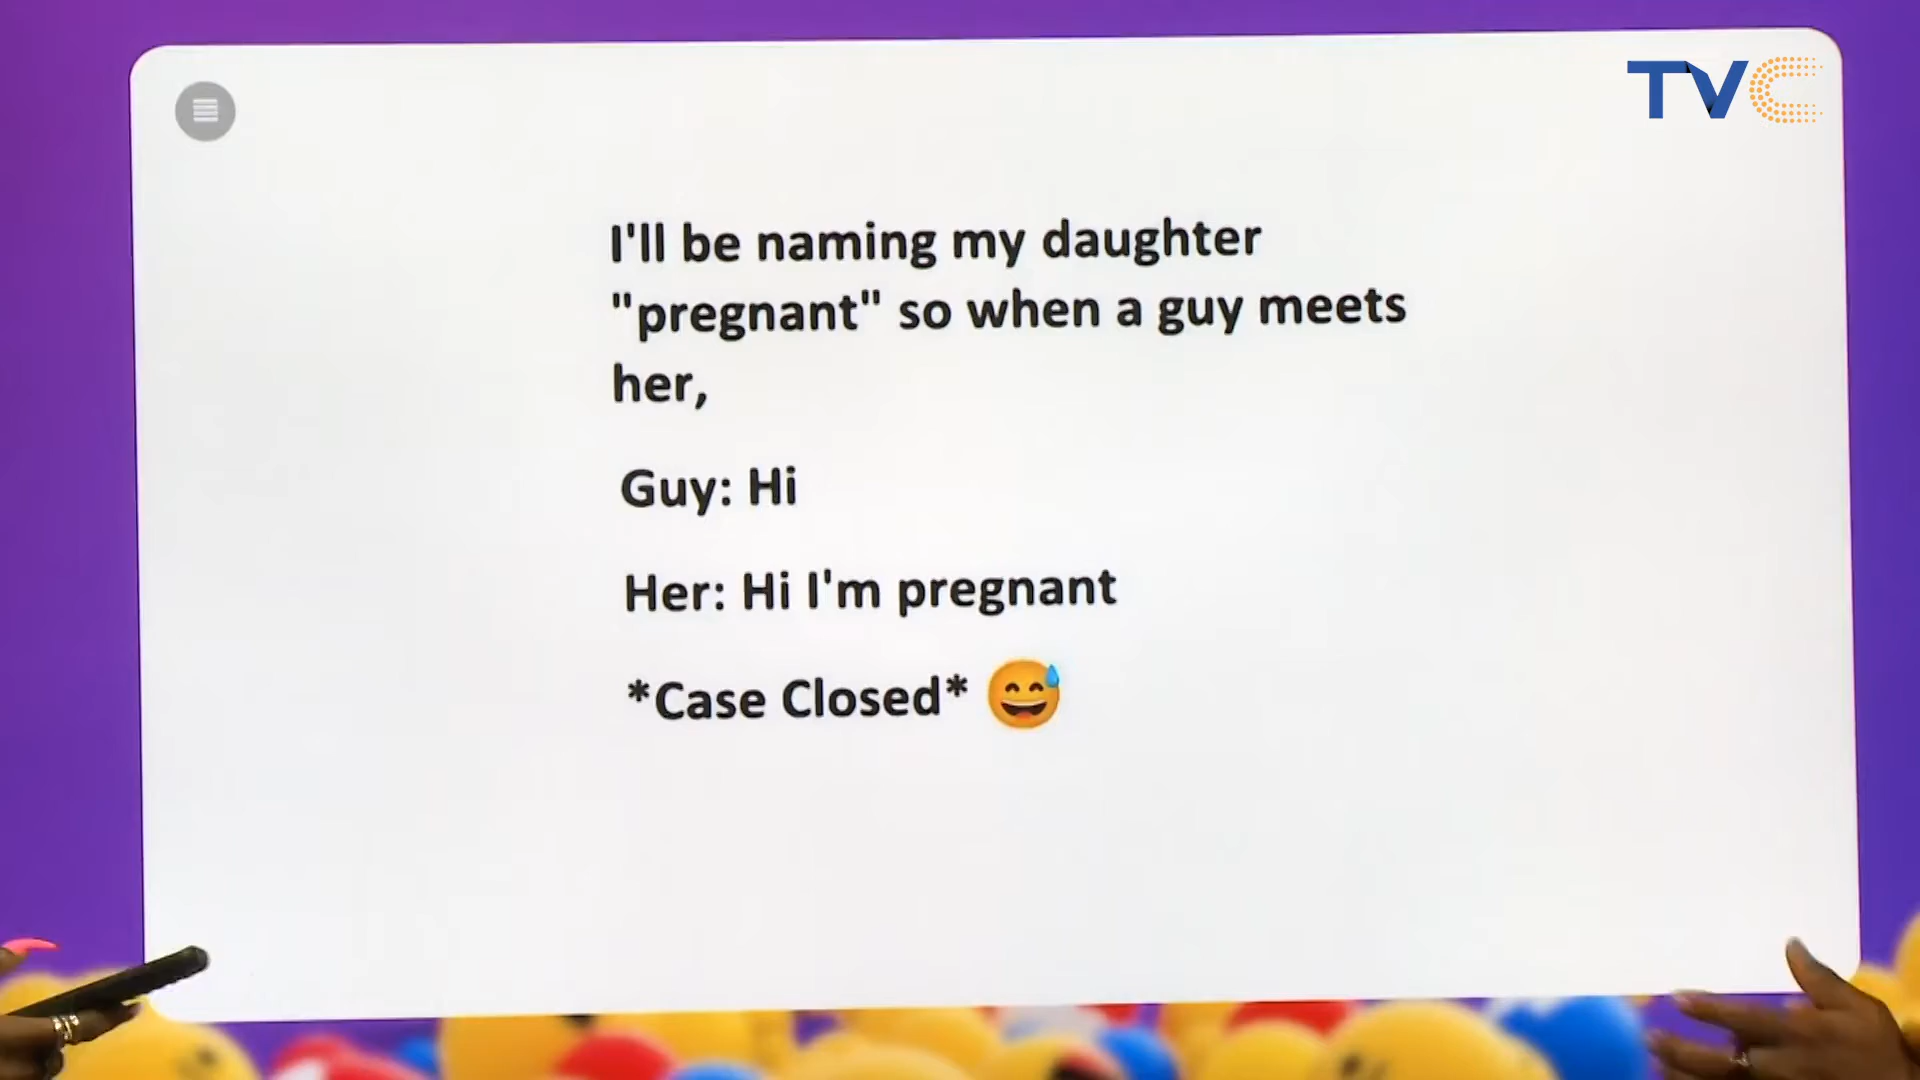 TVC
I'll be naming my daughter
"pregnant" so when a guy meets
her,
Guy: Hi
Her: Hi I'm pregnant
*Case Closed* 😅